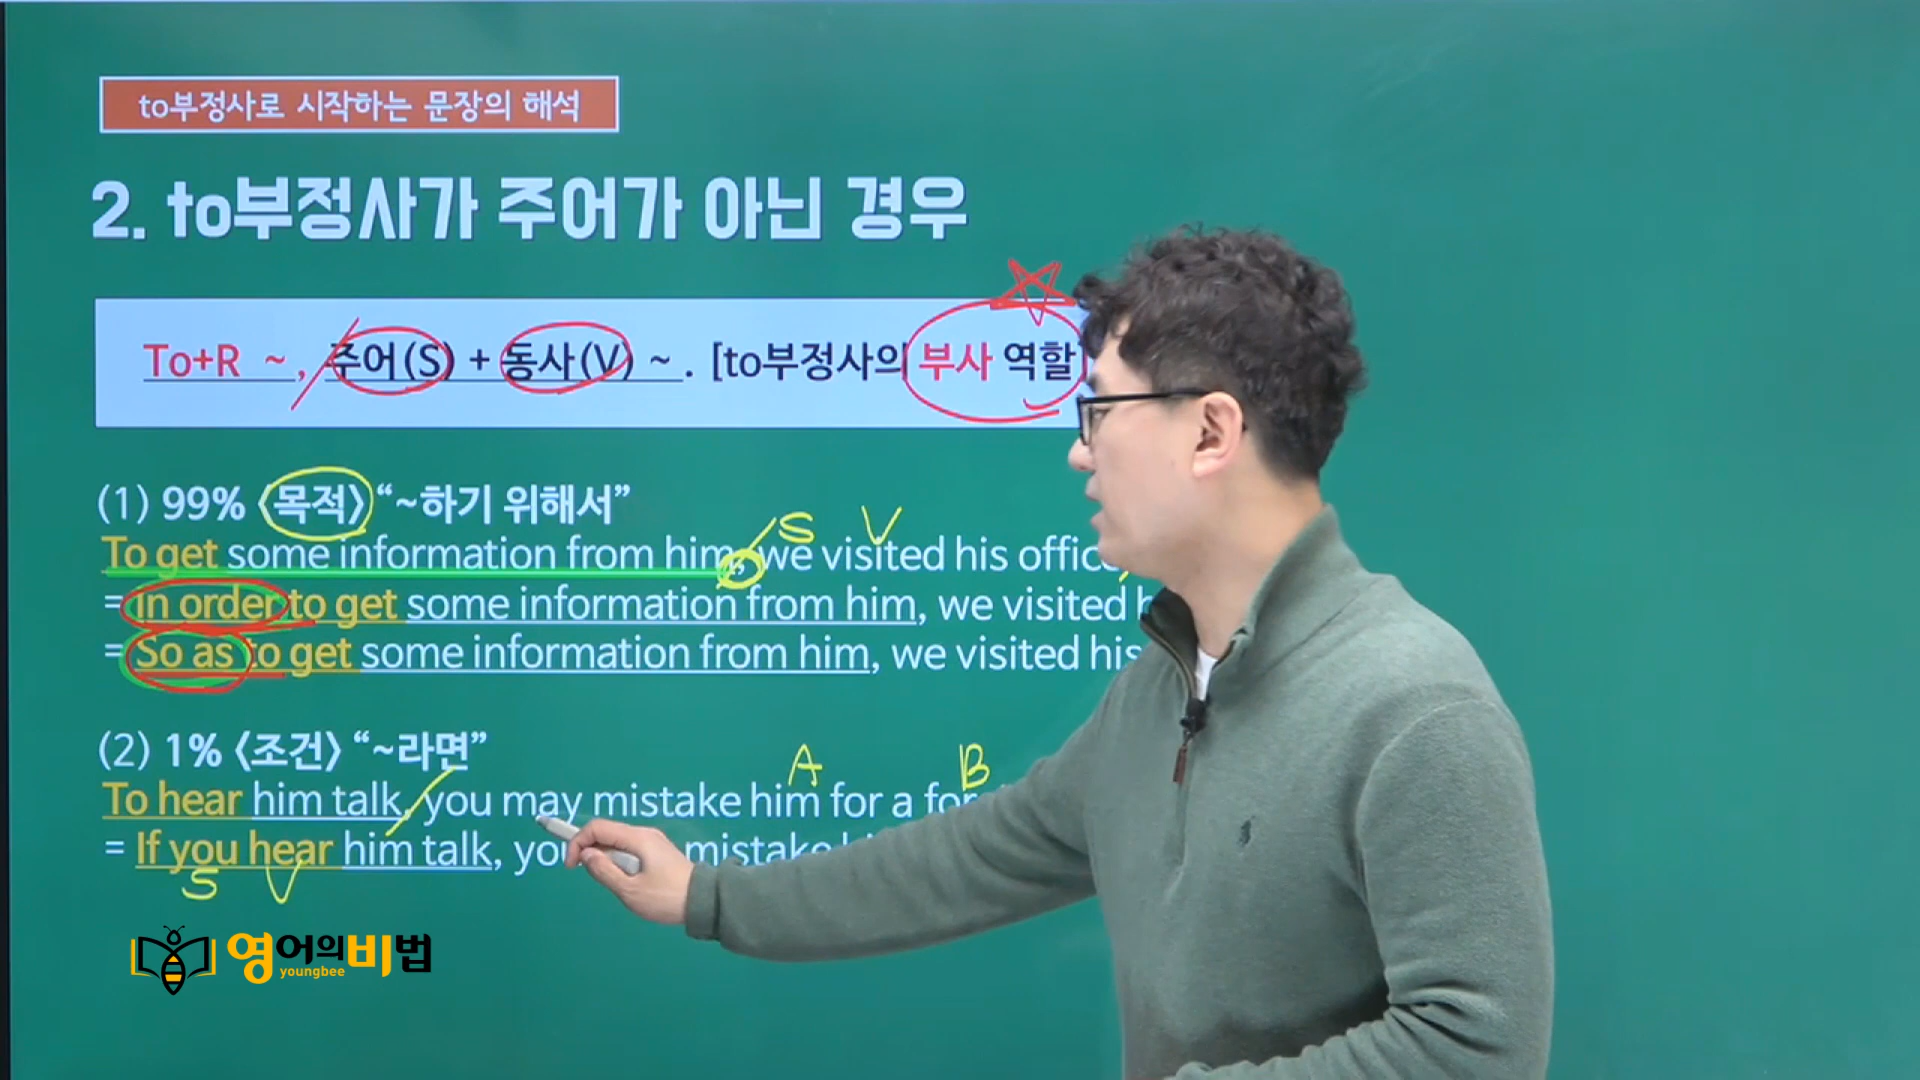 to부정사로 시작하는 문장의 해석
2. to부정사가 주어가 아닌 경우
To+R ~, 주어(S) + 동사(V) ~. [to부정사의 부사 역할]
(1) 99% <목적> “~하기 위해서”
S V
To get some information from him, we visited his office
= In order to get some information from him, we visited
= So as to get some information from him, we visited his
(2) 1% <조건> “~라면”
A B
To hear him talk, you may mistake him for a
= If you hear him talk, you mistake
S V
영어의비법
youngbee